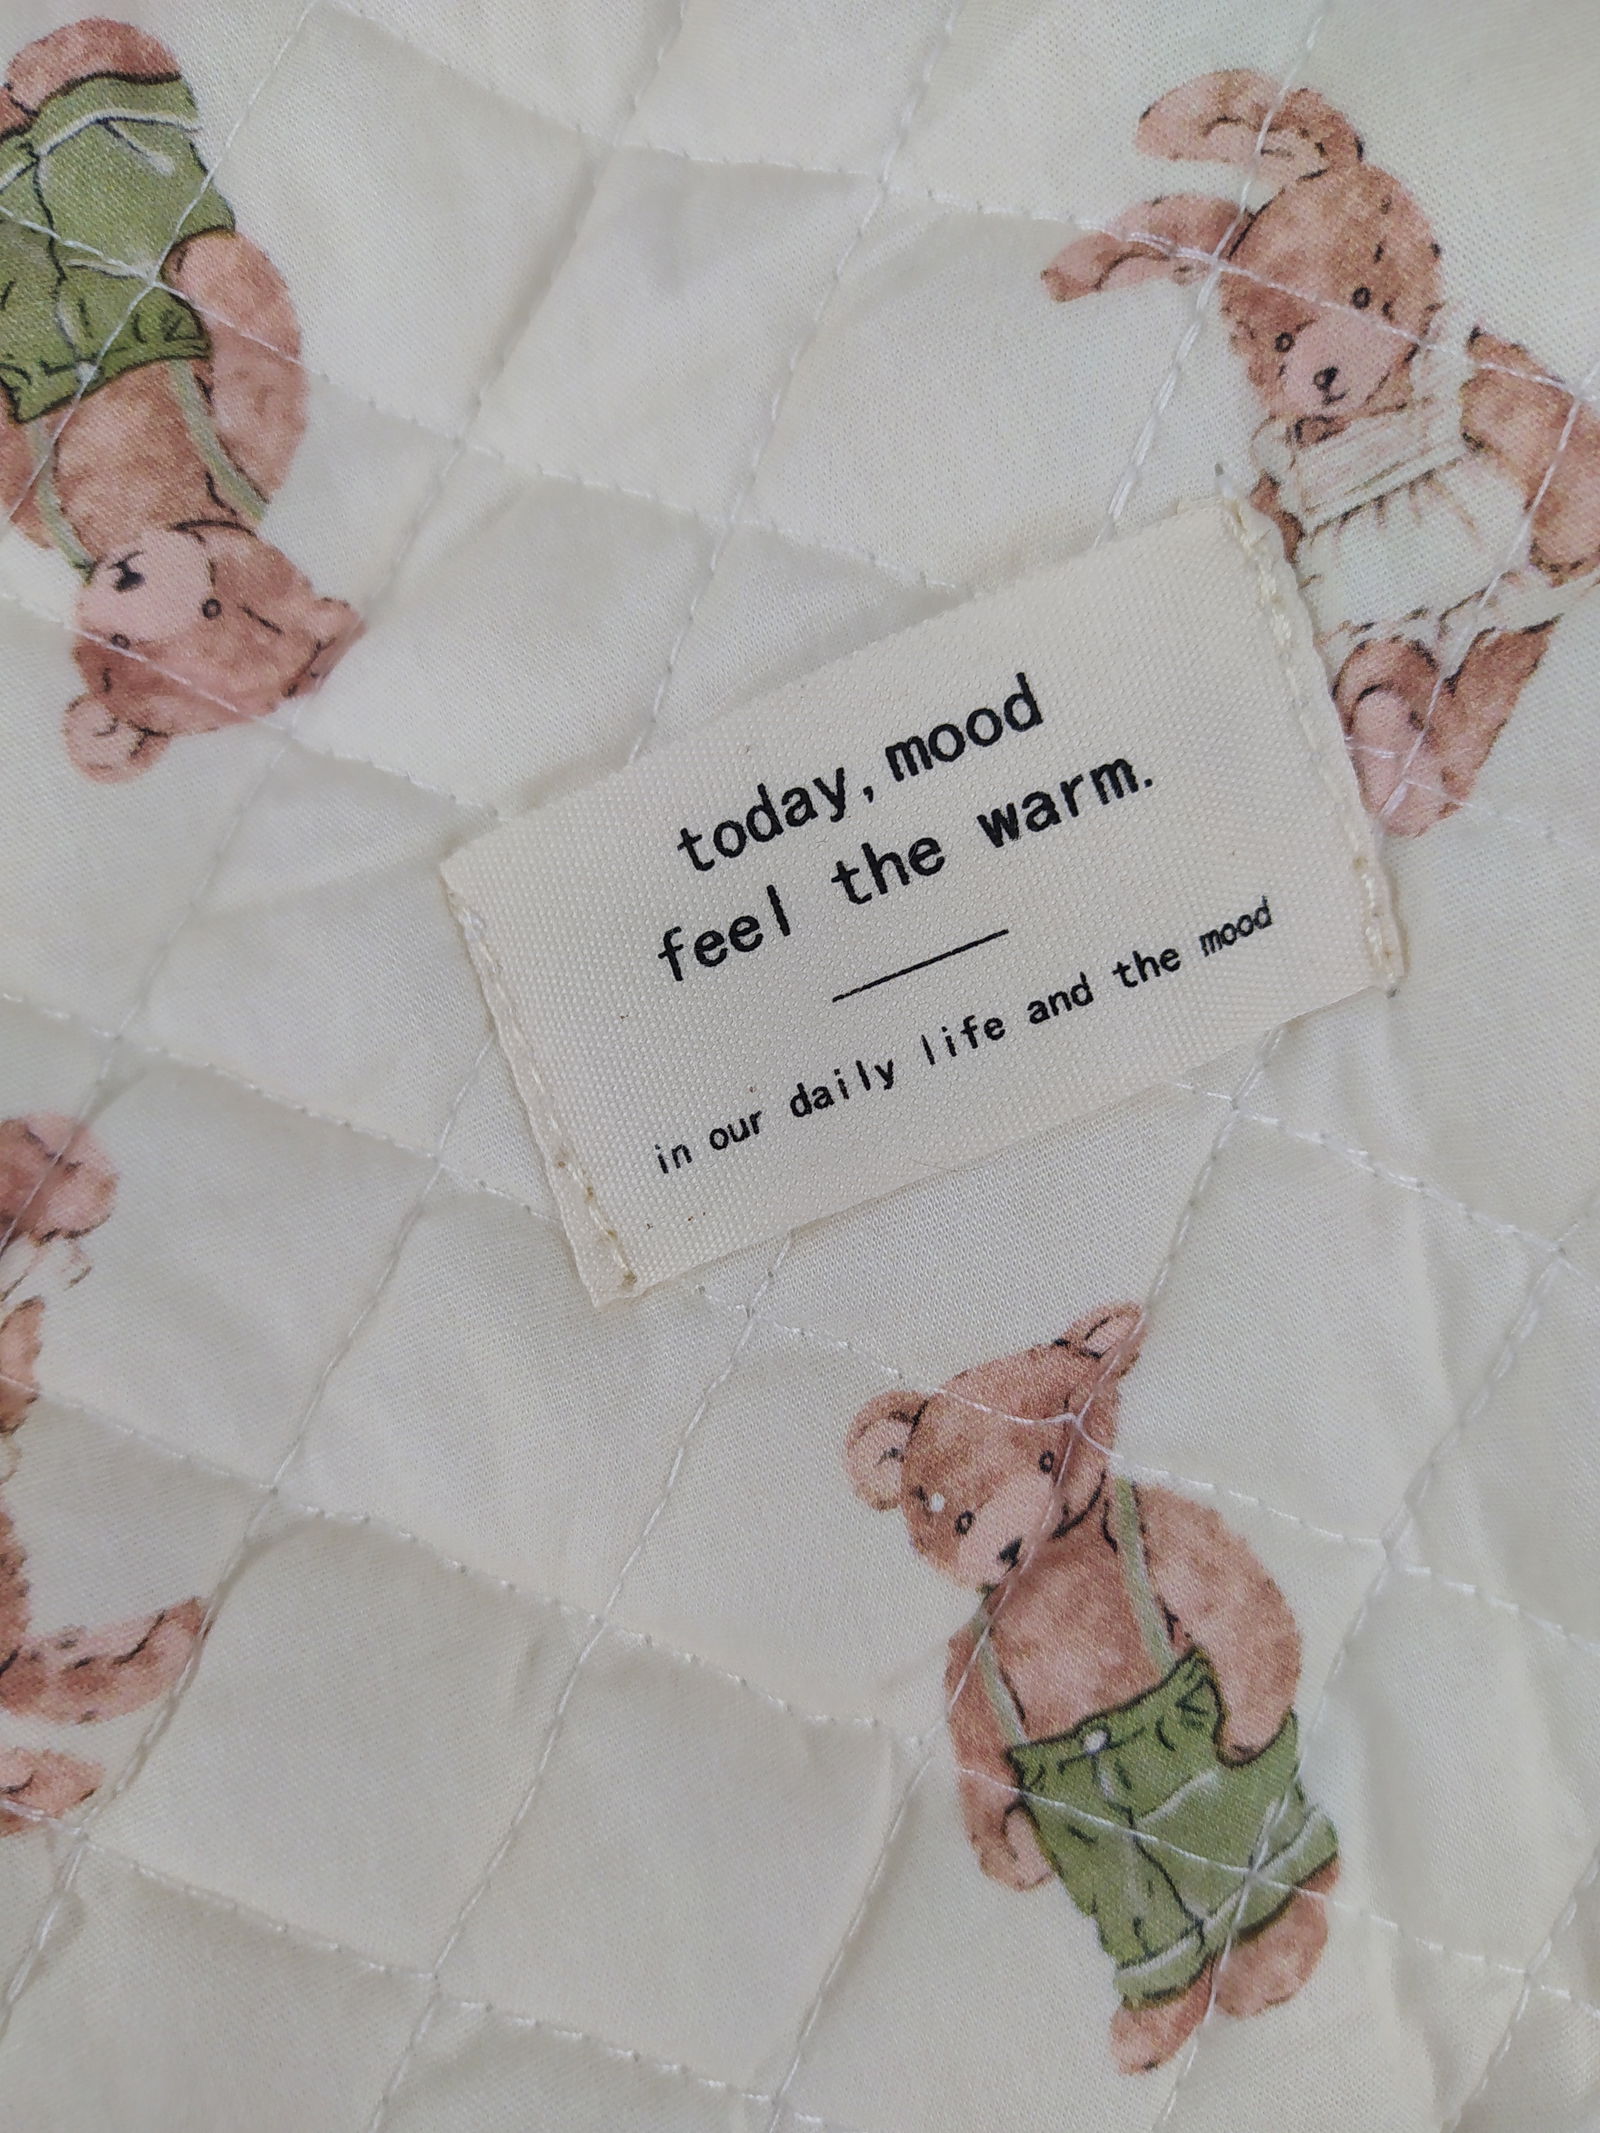 today, mood
feel the warm.
in our daily life and the mood